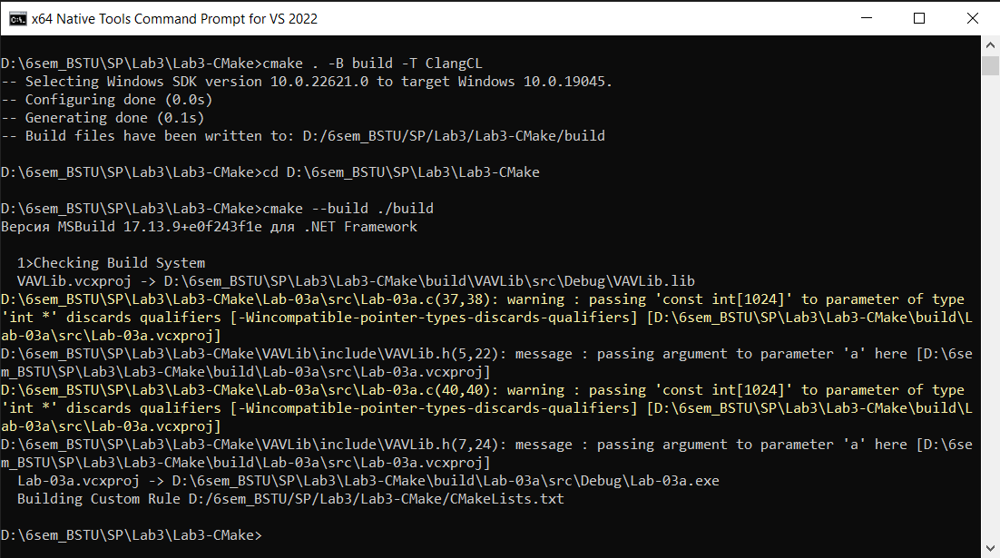 x64 Native Tools Command Prompt for VS 2022
D:\6sem_BSTU\SP\Lab3\Lab3-CMake>cmake . -B build -T ClangCL
-- Selecting Windows SDK version 10.0.22621.0 to target Windows 10.0.19045.
-- Configuring done (0.0s)
-- Generating done (0.1s)
-- Build files have been written to: D:/6sem_BSTU/SP/Lab3/Lab3-CMake/build
D:\6sem_BSTU\SP\Lab3\Lab3-CMake>cd D:\6sem_BSTU\SP\Lab3\Lab3-CMake
D:\6sem_BSTU\SP\Lab3\Lab3-CMake>cmake --build ./build
Версия MSBuild 17.13.9+e0f243f1e для .NET Framework
1>Checking Build System
VAVLib.vcxproj -> D:\6sem_BSTU\SP\Lab3\Lab3-CMake\build\VAVLib\src\Debug\VAVLib.lib
D:\6sem_BSTU\SP\Lab3\Lab3-CMake\Lab-03a\src\Lab-03a.c(37,38): warning : passing 'const int[1024]' to parameter of type
'int *' discards qualifiers [-Wincompatible-pointer-types-discards-qualifiers] [D:\6sem_BSTU\SP\Lab3\Lab3-CMake\build\L
ab-03a\src\Lab-03a.vcxproj]
D:\6sem_BSTU\SP\Lab3\Lab3-CMake\VAVLib\include\VAVLib.h(5,22): message : passing argument to parameter 'a' here [D:\6se
m_BSTU\SP\Lab3\Lab3-CMake\build\Lab-03a\src\Lab-03a.vcxproj]
D:\6sem_BSTU\SP\Lab3\Lab3-CMake\Lab-03a\src\Lab-03a.c(40,40): warning : passing 'const int[1024]' to parameter of type
'int *' discards qualifiers [-Wincompatible-pointer-types-discards-qualifiers] [D:\6sem_BSTU\SP\Lab3\Lab3-CMake\build\L
ab-03a\src\Lab-03a.vcxproj]
D:\6sem_BSTU\SP\Lab3\Lab3-CMake\VAVLib\include\VAVLib.h(7,24): message : passing argument to parameter 'a' here [D:\6se
m_BSTU\SP\Lab3\Lab3-CMake\build\Lab-03a\src\Lab-03a.vcxproj]
Lab-03a.vcxproj -> D:\6sem_BSTU\SP\Lab3\Lab3-CMake\build\Lab-03a\src\Debug\Lab-03a.exe
Building Custom Rule D:/6sem_BSTU/SP/Lab3/Lab3-CMake/CMakeLists.txt
D:\6sem_BSTU\SP\Lab3\Lab3-CMake>